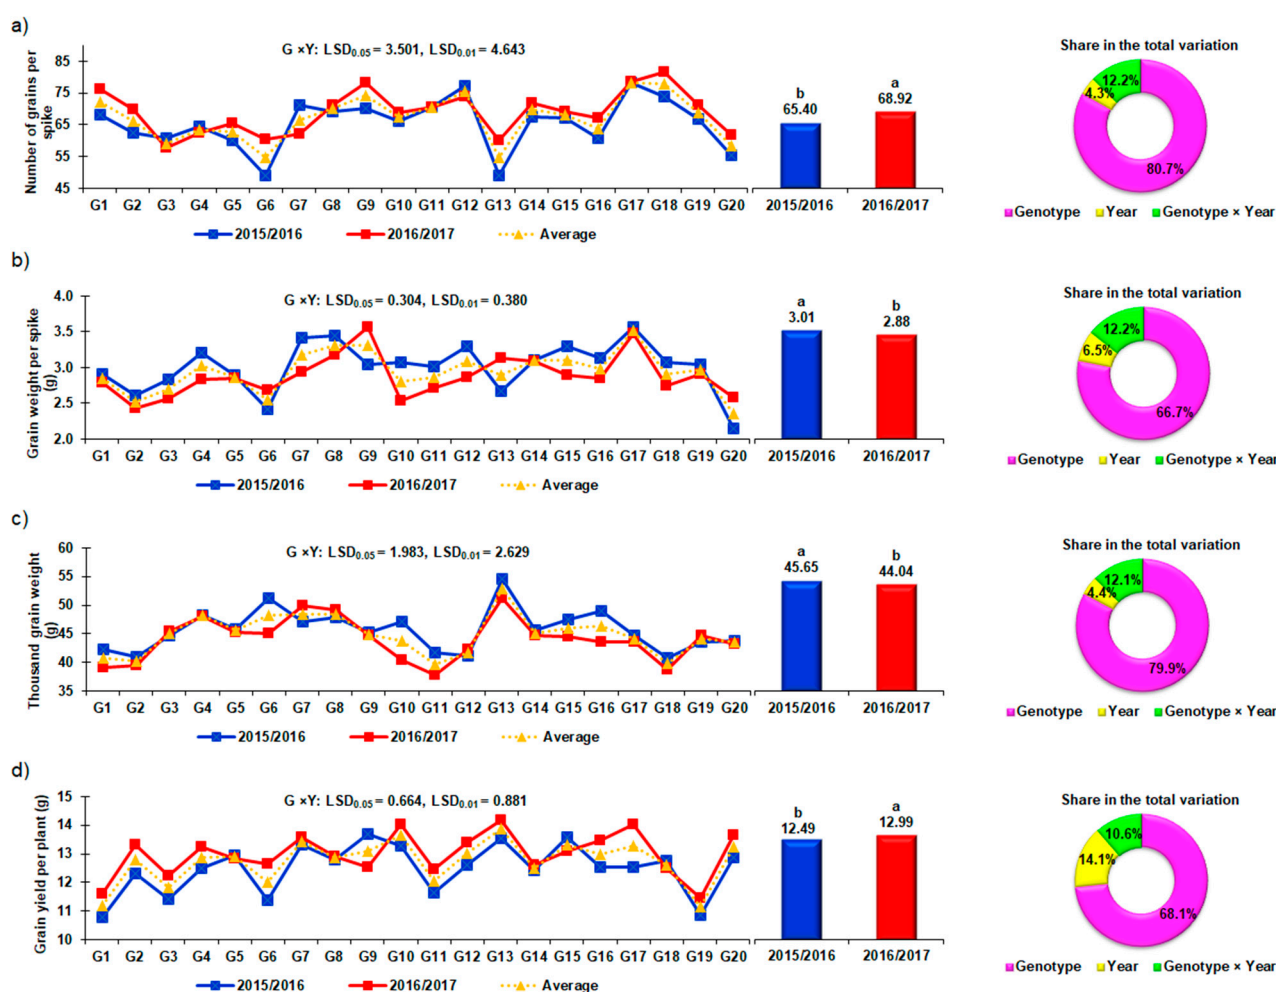 a)
G ×Y: LSD0.05 = 3.501, LSD0.01 = 4.643
Share in the total variation
Number of grains per
spike
85
75
65
55
45
G1 G2 G3 G4 G5 G6 G7 G8 G9 G10 G11 G12 G13 G14 G15 G16 G17 G18 G19 G20
2015/2016 2016/2017 Average
b
65.40
a
68.92
2015/2016 2016/2017
12.2%
4.3%
80.7%
Genotype Year Genotype × Year
b)
G ×Y: LSD0.05 = 0.304, LSD0.01 = 0.380
Share in the total variation
Grain weight per spike
(g)
4.0
3.5
3.0
2.5
2.0
G1 G2 G3 G4 G5 G6 G7 G8 G9 G10 G11 G12 G13 G14 G15 G16 G17 G18 G19 G20
2015/2016 2016/2017 Average
a
3.01
b
2.88
2015/2016 2016/2017
12.2%
6.5%
66.7%
Genotype Year Genotype × Year
c)
G ×Y: LSD0.05 = 1.983, LSD0.01 = 2.629
Share in the total variation
Thousand grain weight
(g)
60
55
50
45
40
35
G1 G2 G3 G4 G5 G6 G7 G8 G9 G10 G11 G12 G13 G14 G15 G16 G17 G18 G19 G20
2015/2016 2016/2017 Average
a
45.65
b
44.04
2015/2016 2016/2017
12.1%
4.4%
79.9%
Genotype Year Genotype × Year
d)
G ×Y: LSD0.05 = 0.664, LSD0.01 = 0.881
Share in the total variation
Grain yield per plant (g)
15
14
13
12
11
10
G1 G2 G3 G4 G5 G6 G7 G8 G9 G10 G11 G12 G13 G14 G15 G16 G17 G18 G19 G20
2015/2016 2016/2017 Average
b
12.49
a
12.99
2015/2016 2016/2017
10.6%
14.1%
68.1%
Genotype Year Genotype × Year